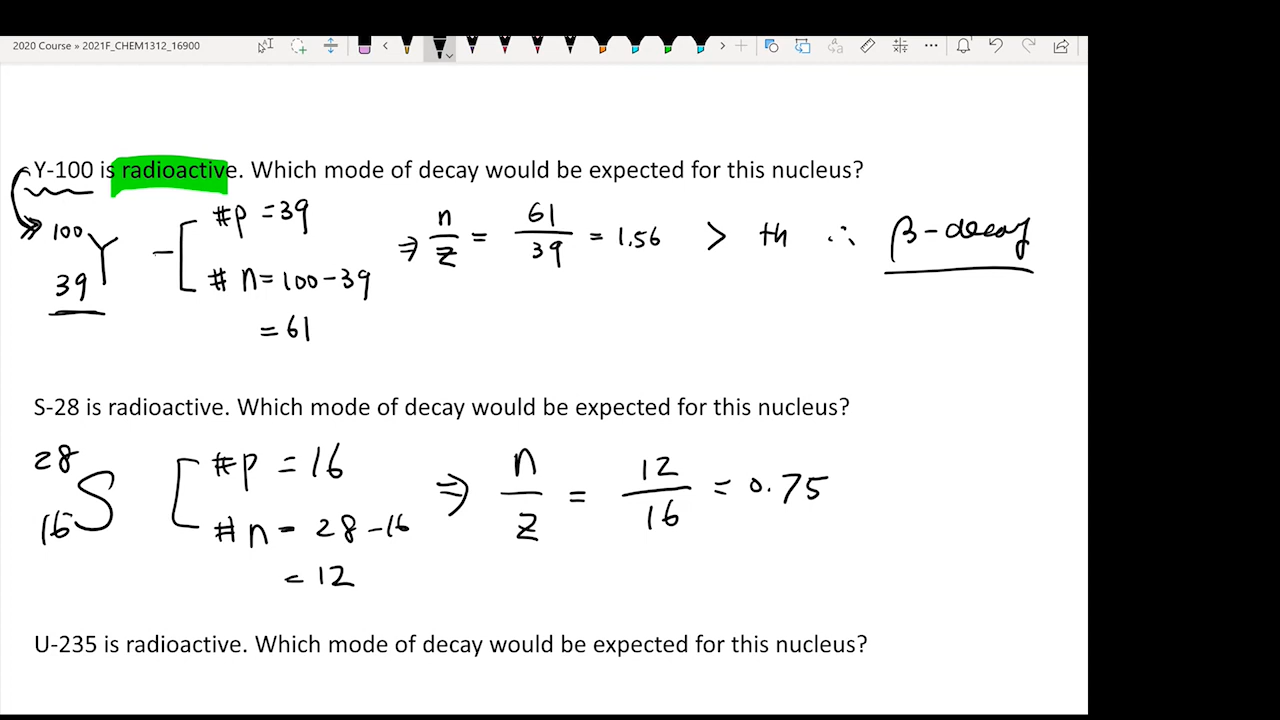 2020 Course » 2021F_CHEM1312_16900
Y-100 is radioactive. Which mode of decay would be expected for this nucleus?
100 39 Y
#p = 39
# n = 100 - 39
= 61
⇒ n/z = 61/39 = 1.56 > th ∴ β-decay
S-28 is radioactive. Which mode of decay would be expected for this nucleus?
28 16 S
#p = 16
#n = 28 - 16
= 12
⇒ n/z = 12/16 = 0.75
U-235 is radioactive. Which mode of decay would be expected for this nucleus?